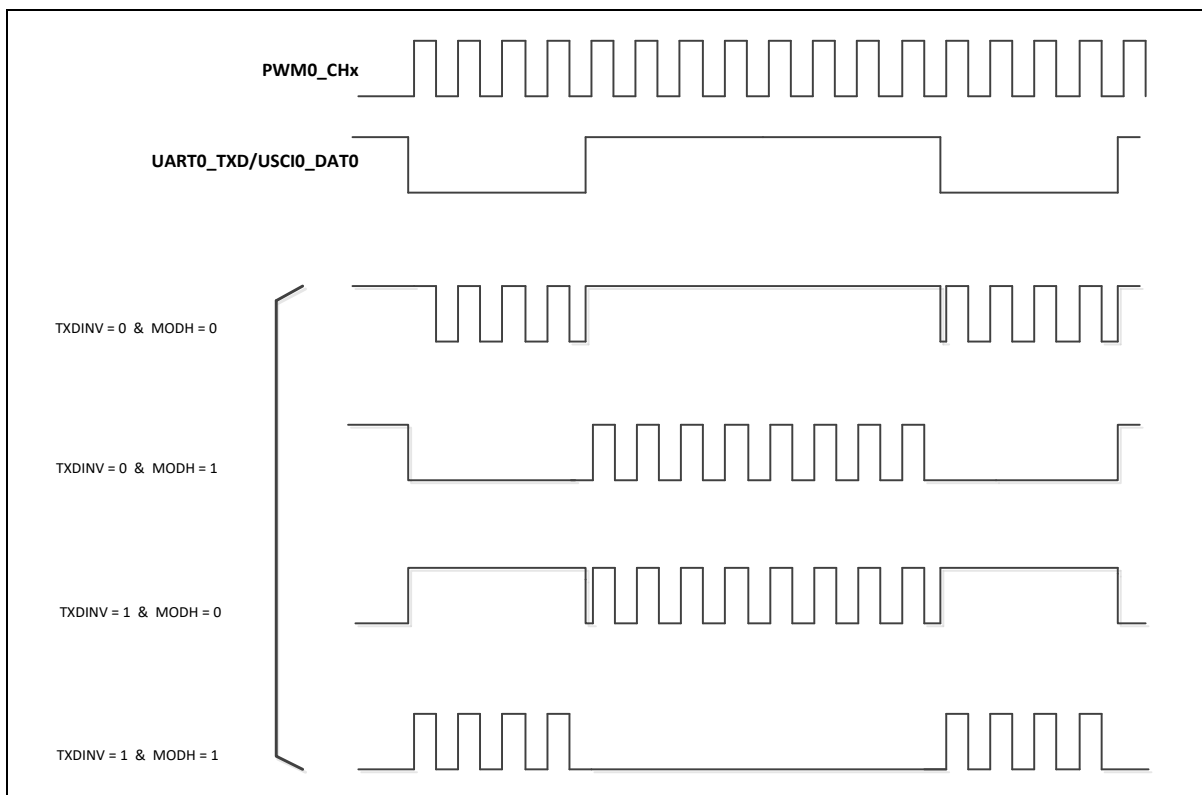 PWM0_CHx
UART0_TXD/USCI0_DAT0
TXDINV = 0 & MODH = 0
TXDINV = 0 & MODH = 1
TXDINV = 1 & MODH = 0
TXDINV = 1 & MODH = 1